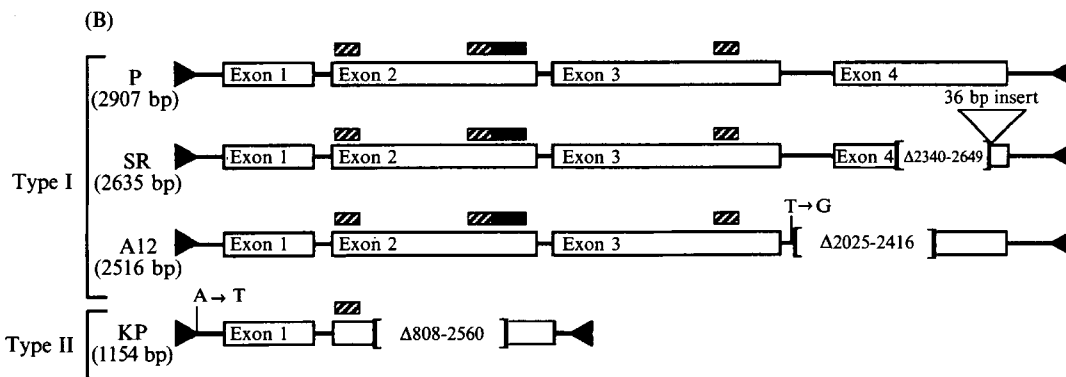 (B)
P
(2907 bp)
Exon 1
Exon 2
Exon 3
Exon 4
36 bp insert
Type I
SR
(2635 bp)
Exon 1
Exon 2
Exon 3
Exon 4
Δ2340-2649
T→G
A12
(2516 bp)
Exon 1
Exon 2
Exon 3
Δ2025-2416
A→T
Type II
KP
(1154 bp)
Exon 1
Δ808-2560